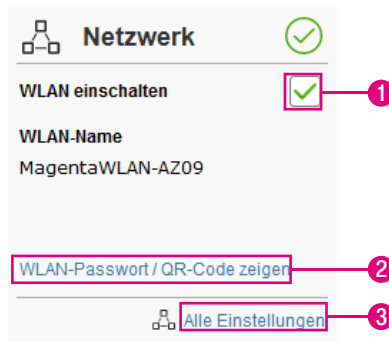 Netzwerk
WLAN einschalten
1
WLAN-Name
MagentaWLAN-AZ09
WLAN-Passwort / QR-Code zeigen
2
Alle Einstellungen
3